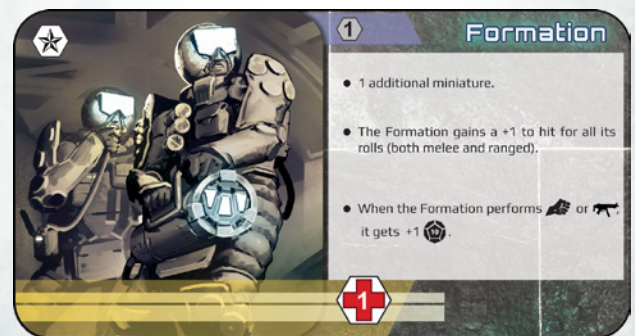 1
Formation
• 1 additional miniature.
• The Formation gains a +1 to hit for all its
rolls (both melee and ranged).
• When the Formation performs or ,
it gets +1 10 .
1